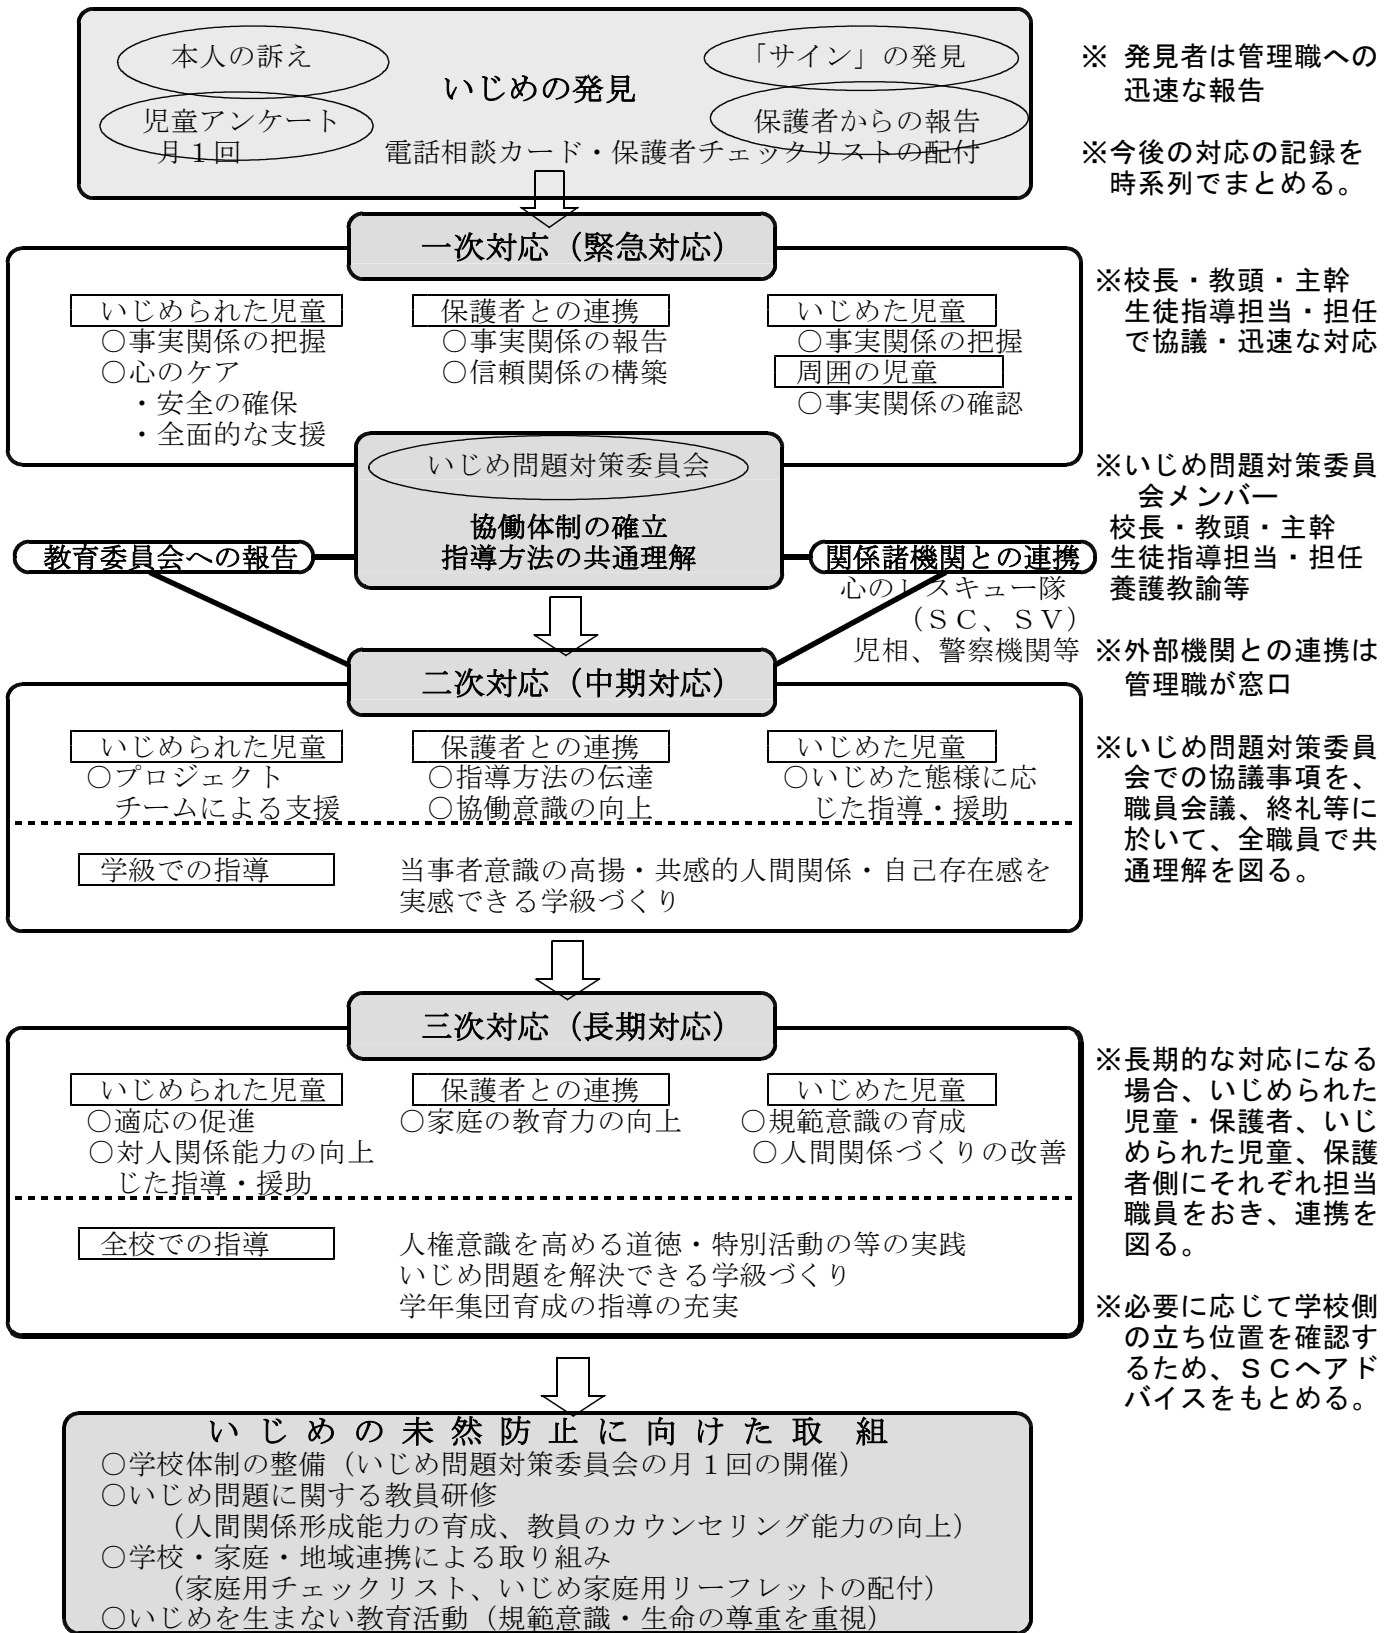 本人の訴え
「サイン」の発見
いじめの発見
児童アンケート
月１回
保護者からの報告
電話相談カード・保護者チェックリストの配付
※ 発見者は管理職への
迅速な報告
※今後の対応の記録を
時系列でまとめる。
一次対応（緊急対応）
いじめられた児童
○事実関係の把握
○心のケア
・安全の確保
・全面的な支援
保護者との連携
○事実関係の報告
○信頼関係の構築
いじめた児童
○事実関係の把握
周囲の児童
○事実関係の確認
※校長・教頭・主幹
生徒指導担当・担任
で協議・迅速な対応
いじめ問題対策委員会
協働体制の確立
指導方法の共通理解
教育委員会への報告
関係諸機関との連携
心のレスキュー隊
（ＳＣ、ＳＶ）
児相、警察機関等
※いじめ問題対策委員
会メンバー
校長・教頭・主幹
生徒指導担当・担任
養護教諭等
※外部機関との連携は
管理職が窓口
二次対応（中期対応）
いじめられた児童
○プロジェクト
チームによる支援
保護者との連携
○指導方法の伝達
○協働意識の向上
いじめた児童
○いじめた態様に応
じた指導・援助
学級での指導
当事者意識の高揚・共感的人間関係・自己存在感を
実感できる学級づくり
※いじめ問題対策委員
会での協議事項を、
職員会議、終礼等に
於いて、全職員で共
通理解を図る。
三次対応（長期対応）
いじめられた児童
○適応の促進
○対人関係能力の向上
じた指導・援助
保護者との連携
○家庭の教育力の向上
いじめた児童
○規範意識の育成
○人間関係づくりの改善
全校での指導
人権意識を高める道徳・特別活動の等の実践
いじめ問題を解決できる学級づくり
学年集団育成の指導の充実
※長期的な対応になる
場合、いじめられた
児童・保護者、いじ
められた児童、保護
者側にそれぞれ担当
職員をおき、連携を
図る。
※必要に応じて学校側
の立ち位置を確認す
るため、ＳＣへアド
バイスをもとめる。
いじめの未然防止に向けた取 組
○学校体制の整備（いじめ問題対策委員会の月１回の開催）
○いじめ問題に関する教員研修
（人間関係形成能力の育成、教員のカウンセリング能力の向上）
○学校・家庭・地域連携による取り組み
（家庭用チェックリスト、いじめ家庭用リーフレットの配付）
○いじめを生まない教育活動（規範意識・生命の尊重を重視）